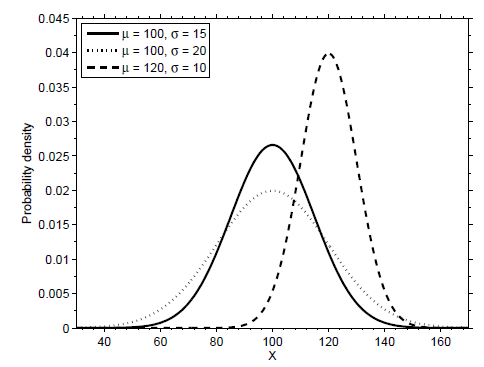 0.045
μ = 100, σ = 15
μ = 100, σ = 20
μ = 120, σ = 10
0.04
0.035
0.03
0.025
0.02
0.015
0.01
0.005
0
Probability density
40 60 80 100 120 140 160
X